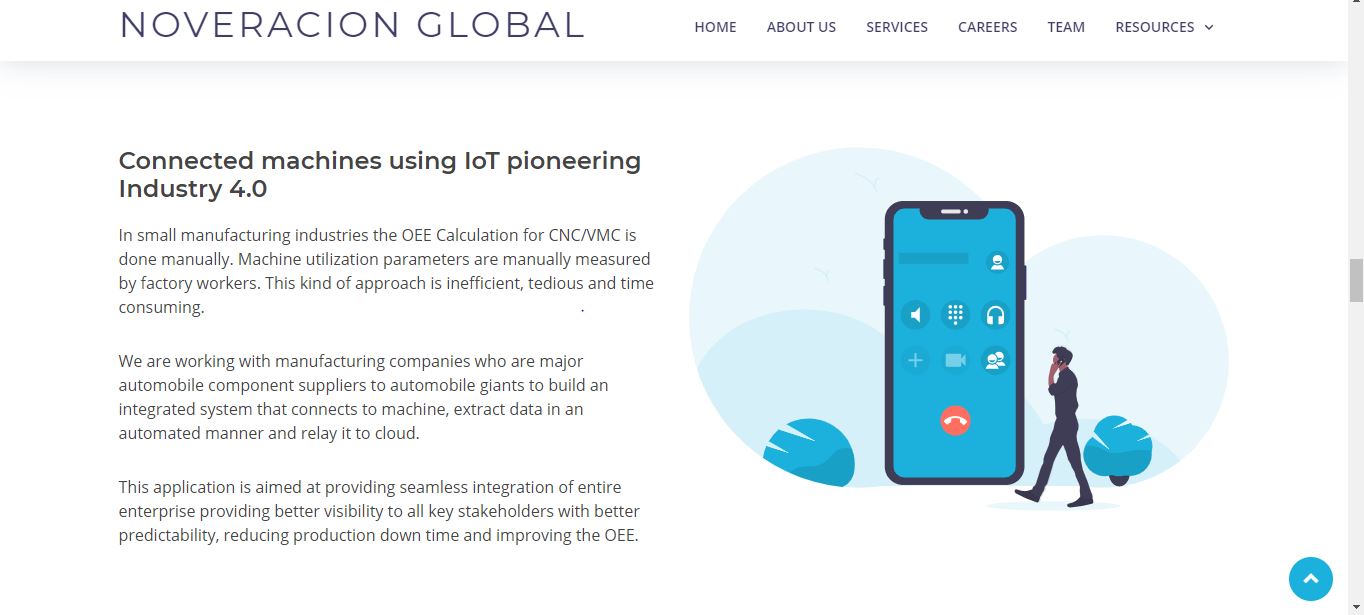 NOVERACION GLOBAL
HOME ABOUT US SERVICES CAREERS TEAM RESOURCES
Connected machines using IoT pioneering
Industry 4.0
In small manufacturing industries the OEE Calculation for CNC/VMC is
done manually. Machine utilization parameters are manually measured
by factory workers. This kind of approach is inefficient, tedious and time
consuming. .
We are working with manufacturing companies who are major
automobile component suppliers to automobile giants to build an
integrated system that connects to machine, extract data in an
automated manner and relay it to cloud.
This application is aimed at providing seamless integration of entire
enterprise providing better visibility to all key stakeholders with better
predictability, reducing production down time and improving the OEE.